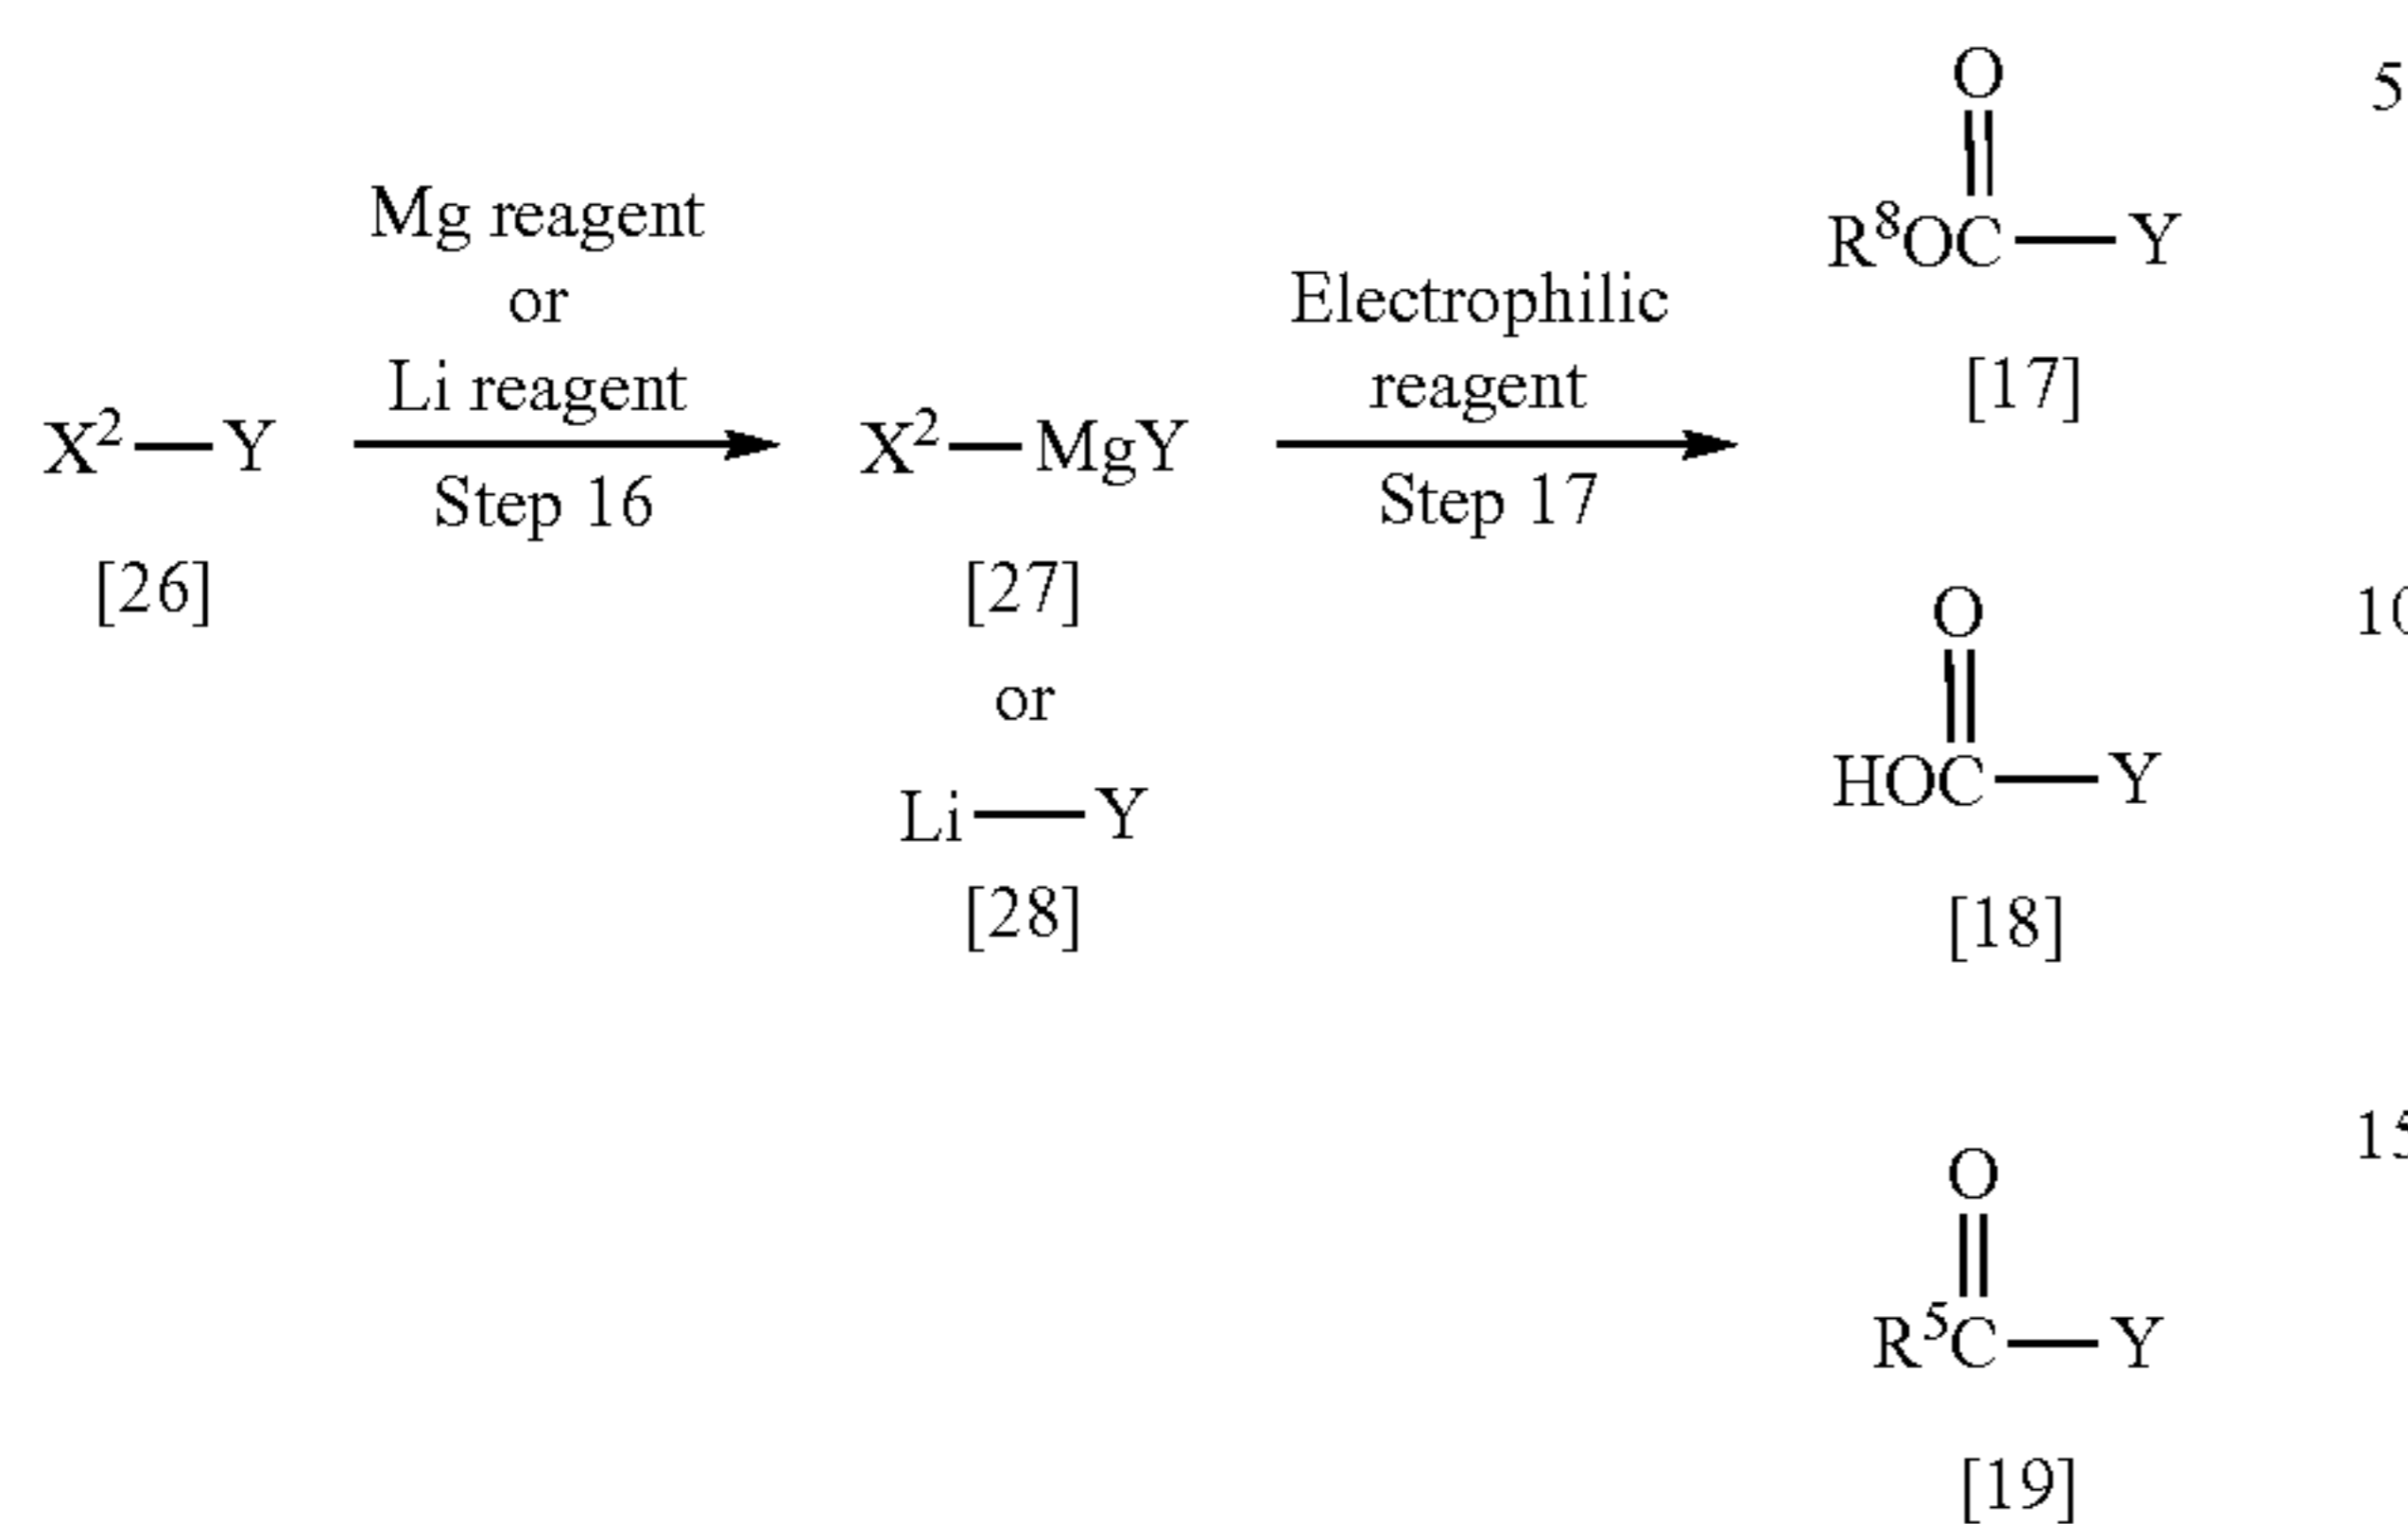 Mg reagent
or
Li reagent
X² — Y
Step 16
[26]
X² — MgY
[27]
or
Li — Y
[28]
Electrophilic
reagent
Step 17
O
R⁸OC — Y
[17]
O
HOC — Y
[18]
O
R⁵C — Y
[19]
5